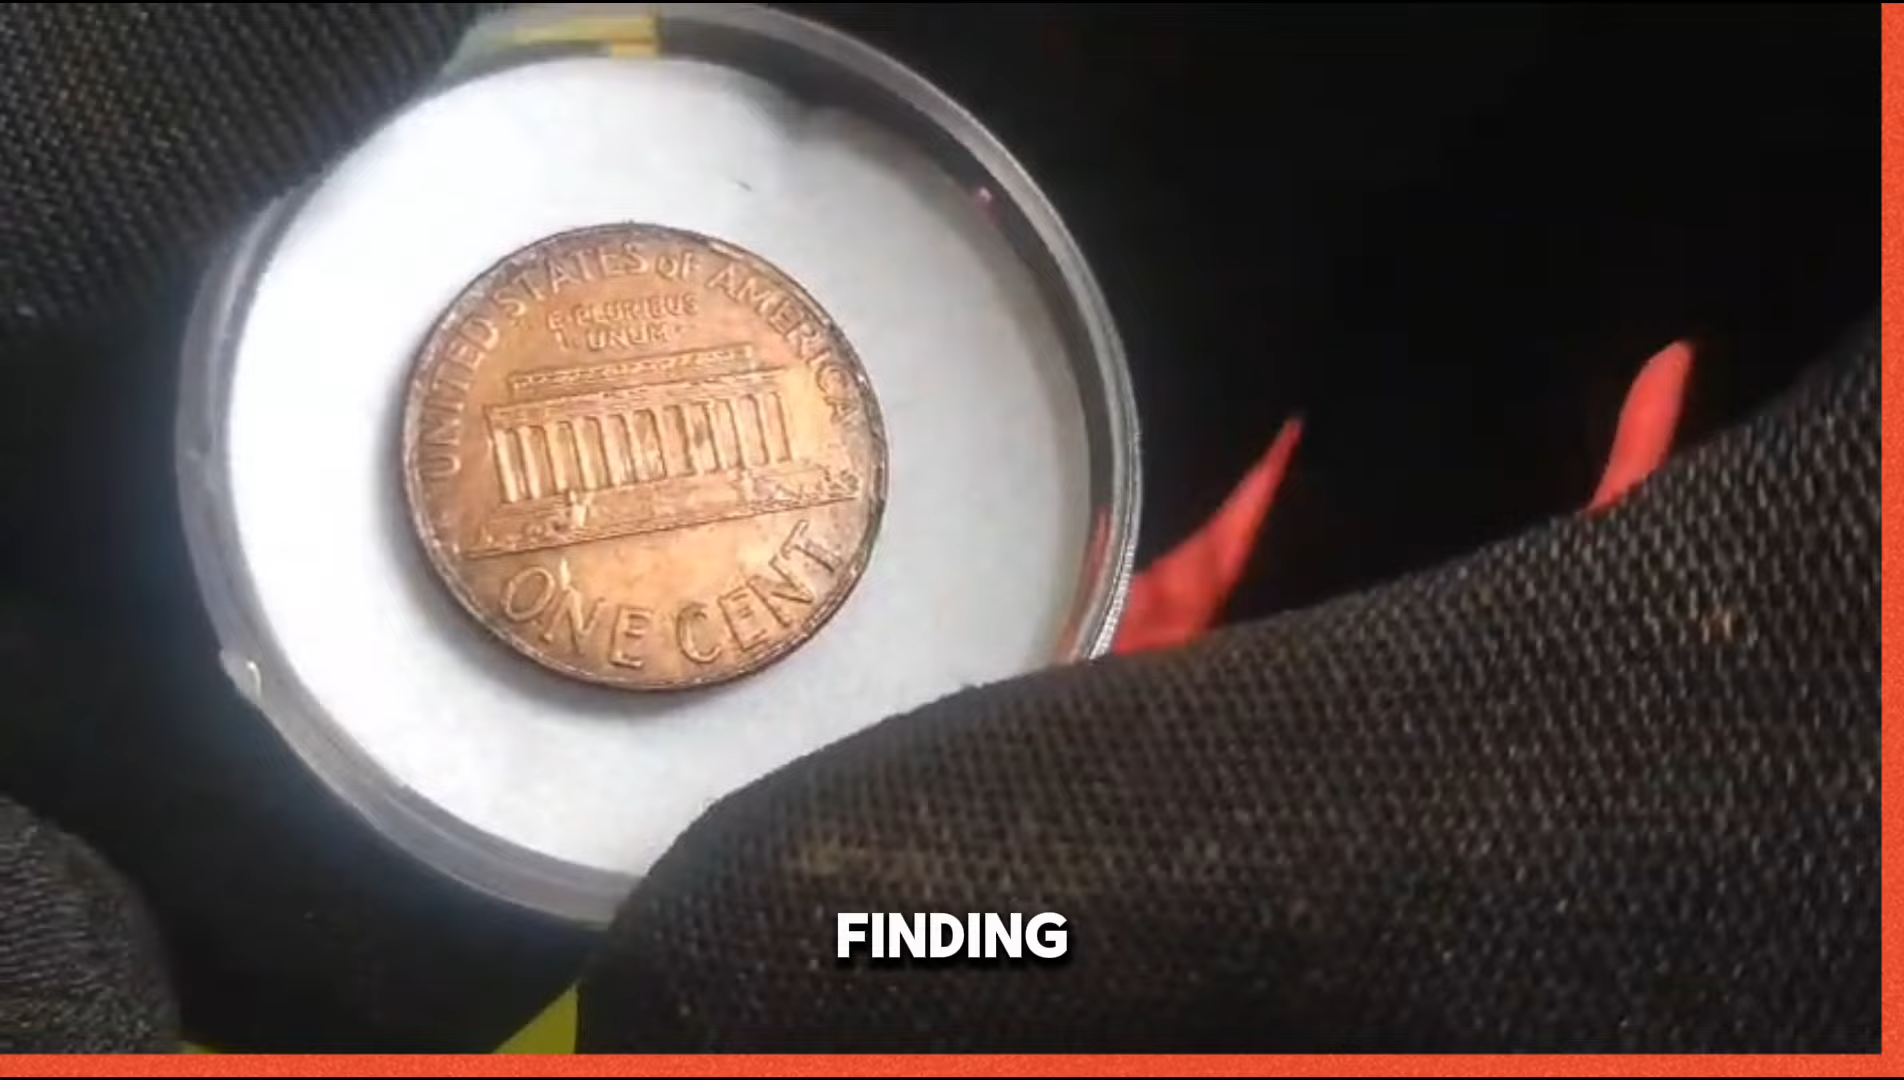 UNITED STATES OF AMERICA
E·PLURIBUS
UNUM
ONE CENT
FINDING